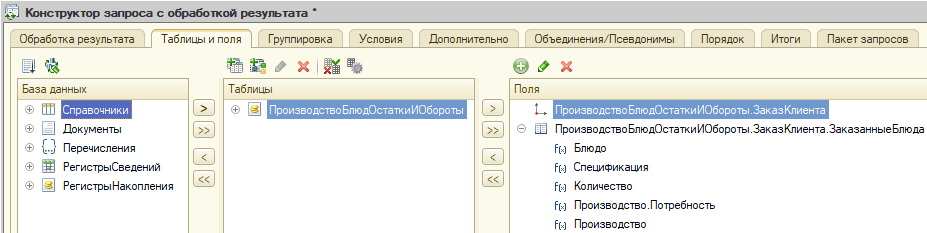 Конструктор запроса с обработкой результата *
Обработка результата Таблицы и поля Группировка Условия Дополнительно Объединения/Псевдонимы Порядок Итоги Пакет запросов
База данных Таблицы Поля
Справочники > ПроизводствоБлюдОстаткиИОбороты > ПроизводствоБлюдОстаткиИОбороты.ЗаказКлиента
Документы >> >> ПроизводствоБлюдОстаткиИОбороты.ЗаказКлиента.ЗаказанныеБлюда
Перечисления < < f(x) Блюдо
РегистрыСведений f(x) Спецификация
РегистрыНакопления << << f(x) Количество
f(x) Производство.Потребность
f(x) Производство